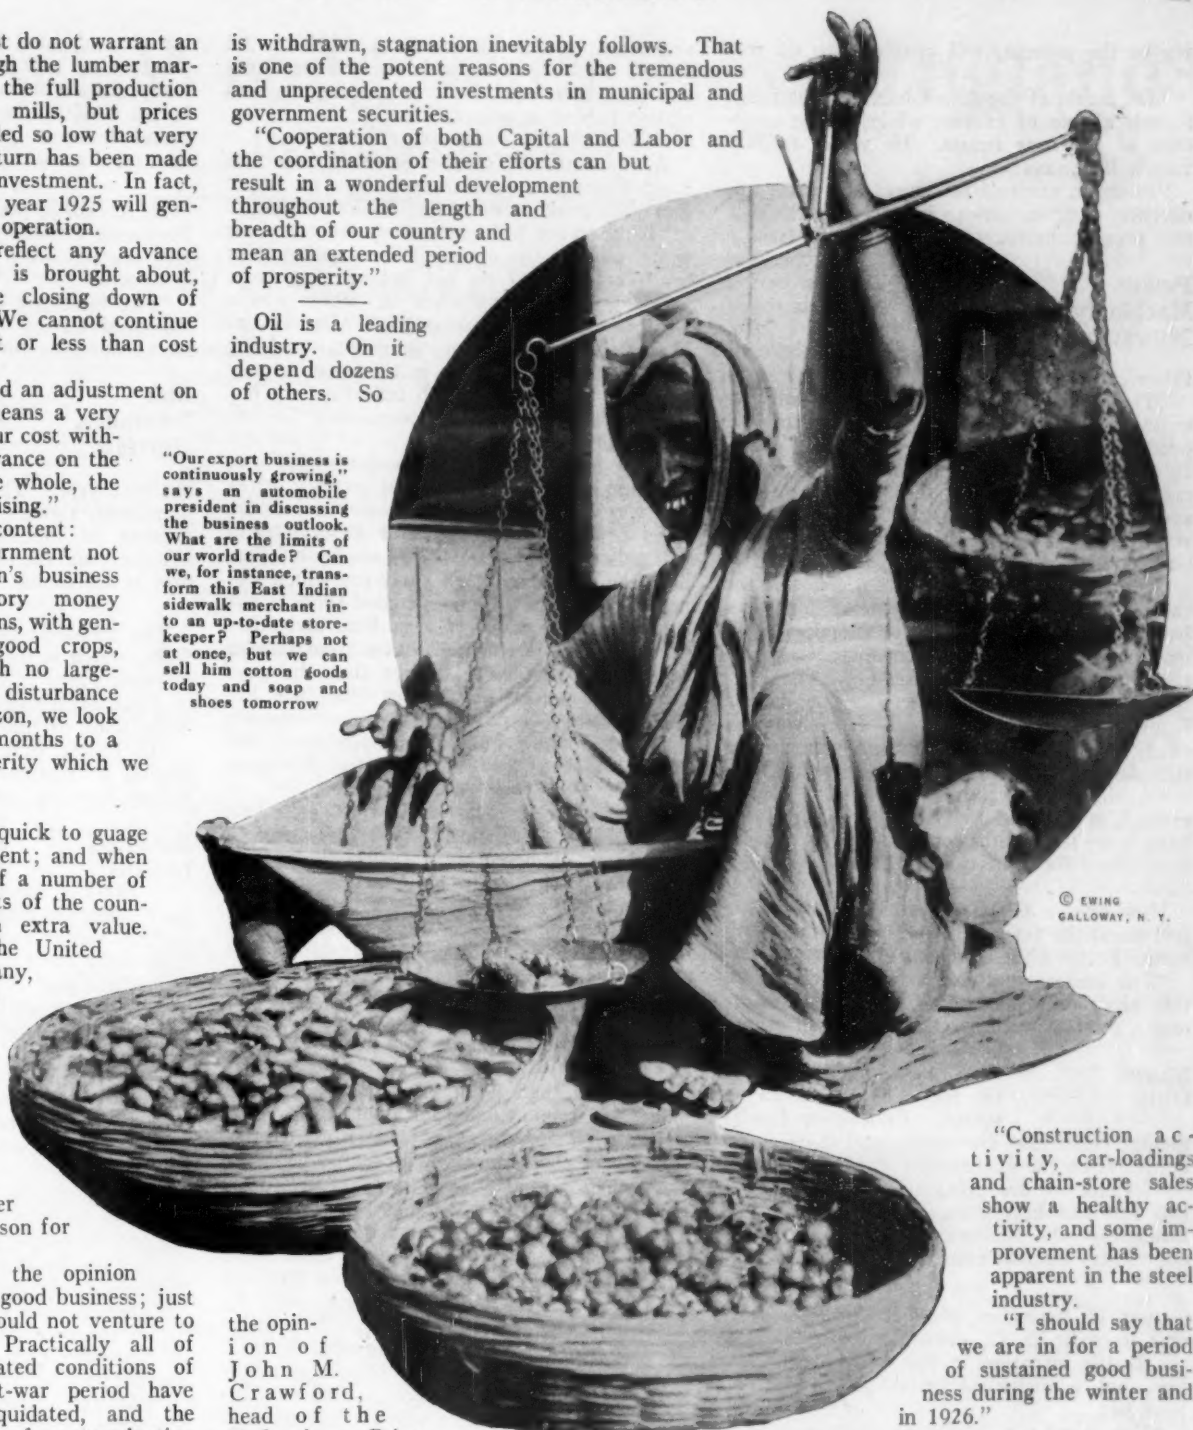 t do not warrant an
gh the lumber mar-
the full production
mills, but prices
ed so low that very
turn has been made
nvestment. In fact,
year 1925 will gen-
operation.
reflect any advance
is brought about,
e closing down of
We cannot continue
t or less than cost
d an adjustment on
eans a very
ur cost with-
vance on the
e whole, the
ising."
content:
ernment not
n's business
ory money
ns, with gen-
good crops,
h no large-
disturbance
on, we look
months to a
erity which we
quick to guage
ent; and when
f a number of
ts of the coun-
extra value.
he United
any,
er
son for
the opinion
good business; just
ould not venture to
Practically all of
ated conditions of
t-war period have
quidated, and the
is withdrawn, stagnation inevitably follows. That
is one of the potent reasons for the tremendous
and unprecedented investments in municipal and
government securities.
"Cooperation of both Capital and Labor and
the coordination of their efforts can but
result in a wonderful development
throughout the length and
breadth of our country and
mean an extended period
of prosperity."
Oil is a leading
industry. On it
depend dozens
of others. So
"Our export business is
continuously growing,"
says an automobile
president in discussing
the business outlook.
What are the limits of
our world trade? Can
we, for instance, trans-
form this East Indian
sidewalk merchant in-
to an up-to-date store-
keeper? Perhaps not
at once, but we can
sell him cotton goods
today and soap and
shoes tomorrow
© EWING
GALLOWAY, N. Y.
the opin-
ion of
John M.
Crawford,
head of the
"Construction ac-
tivity, car-loadings
and chain-store sales
show a healthy ac-
tivity, and some im-
provement has been
apparent in the steel
industry.
"I should say that
we are in for a period
of sustained good busi-
ness during the winter and
in 1926."